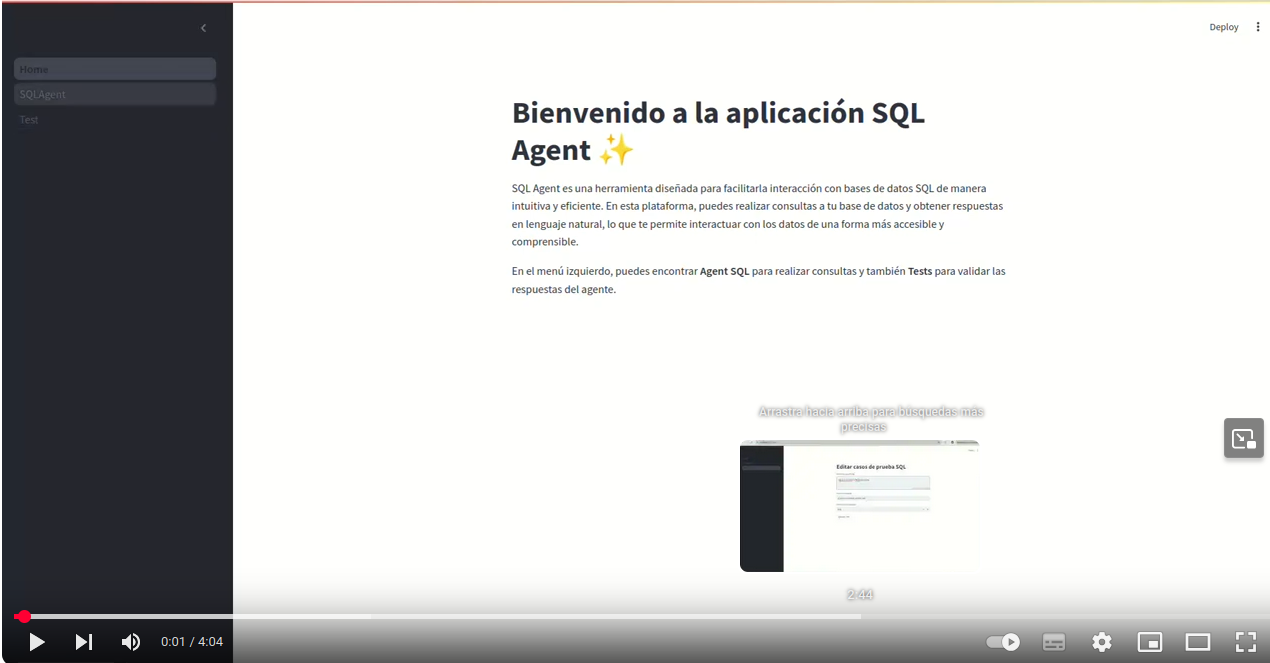 Deploy
Home
SQLAgent
Test
Bienvenido a la aplicación SQL
Agent
SQL Agent es una herramienta diseñada para facilitarla interacción con bases de datos SQL de manera
intuitiva y eficiente. En esta plataforma, puedes realizar consultas a tu base de datos y obtener respuestas
en lenguaje natural, lo que te permite interactuar con los datos de una forma más accesible y
comprensible.
En el menú izquierdo, puedes encontrar Agent SQL para realizar consultas y también Tests para validar las
respuestas del agente.
Arrastra hacia arriba para búsquedas más
precisas
Editar casos de prueba SQL
2:44
0:01 / 4:04